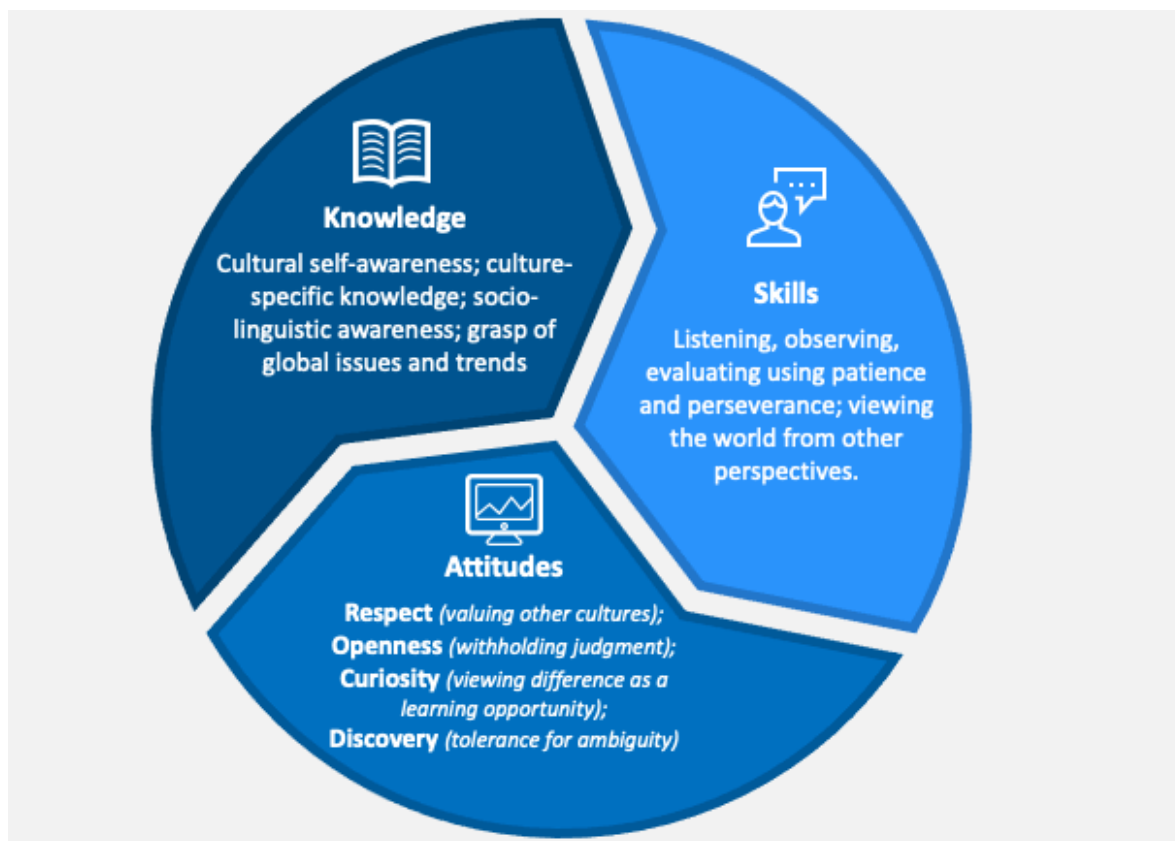 Knowledge
Cultural self-awareness; culture-
specific knowledge; socio-
linguistic awareness; grasp of
global issues and trends
Skills
Listening, observing,
evaluating using patience
and perseverance; viewing
the world from other
perspectives.
Attitudes
Respect (valuing other cultures);
Openness (withholding judgment);
Curiosity (viewing difference as a
learning opportunity);
Discovery (tolerance for ambiguity)